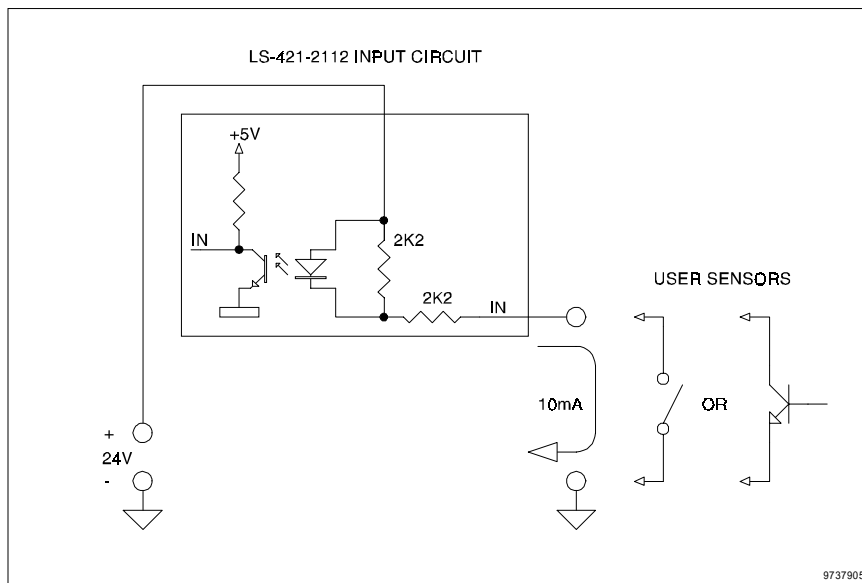 LS-421-2112 INPUT CIRCUIT
+5V
IN
2K2
2K2
IN
USER SENSORS
10mA
OR
+
24V
-
9737905